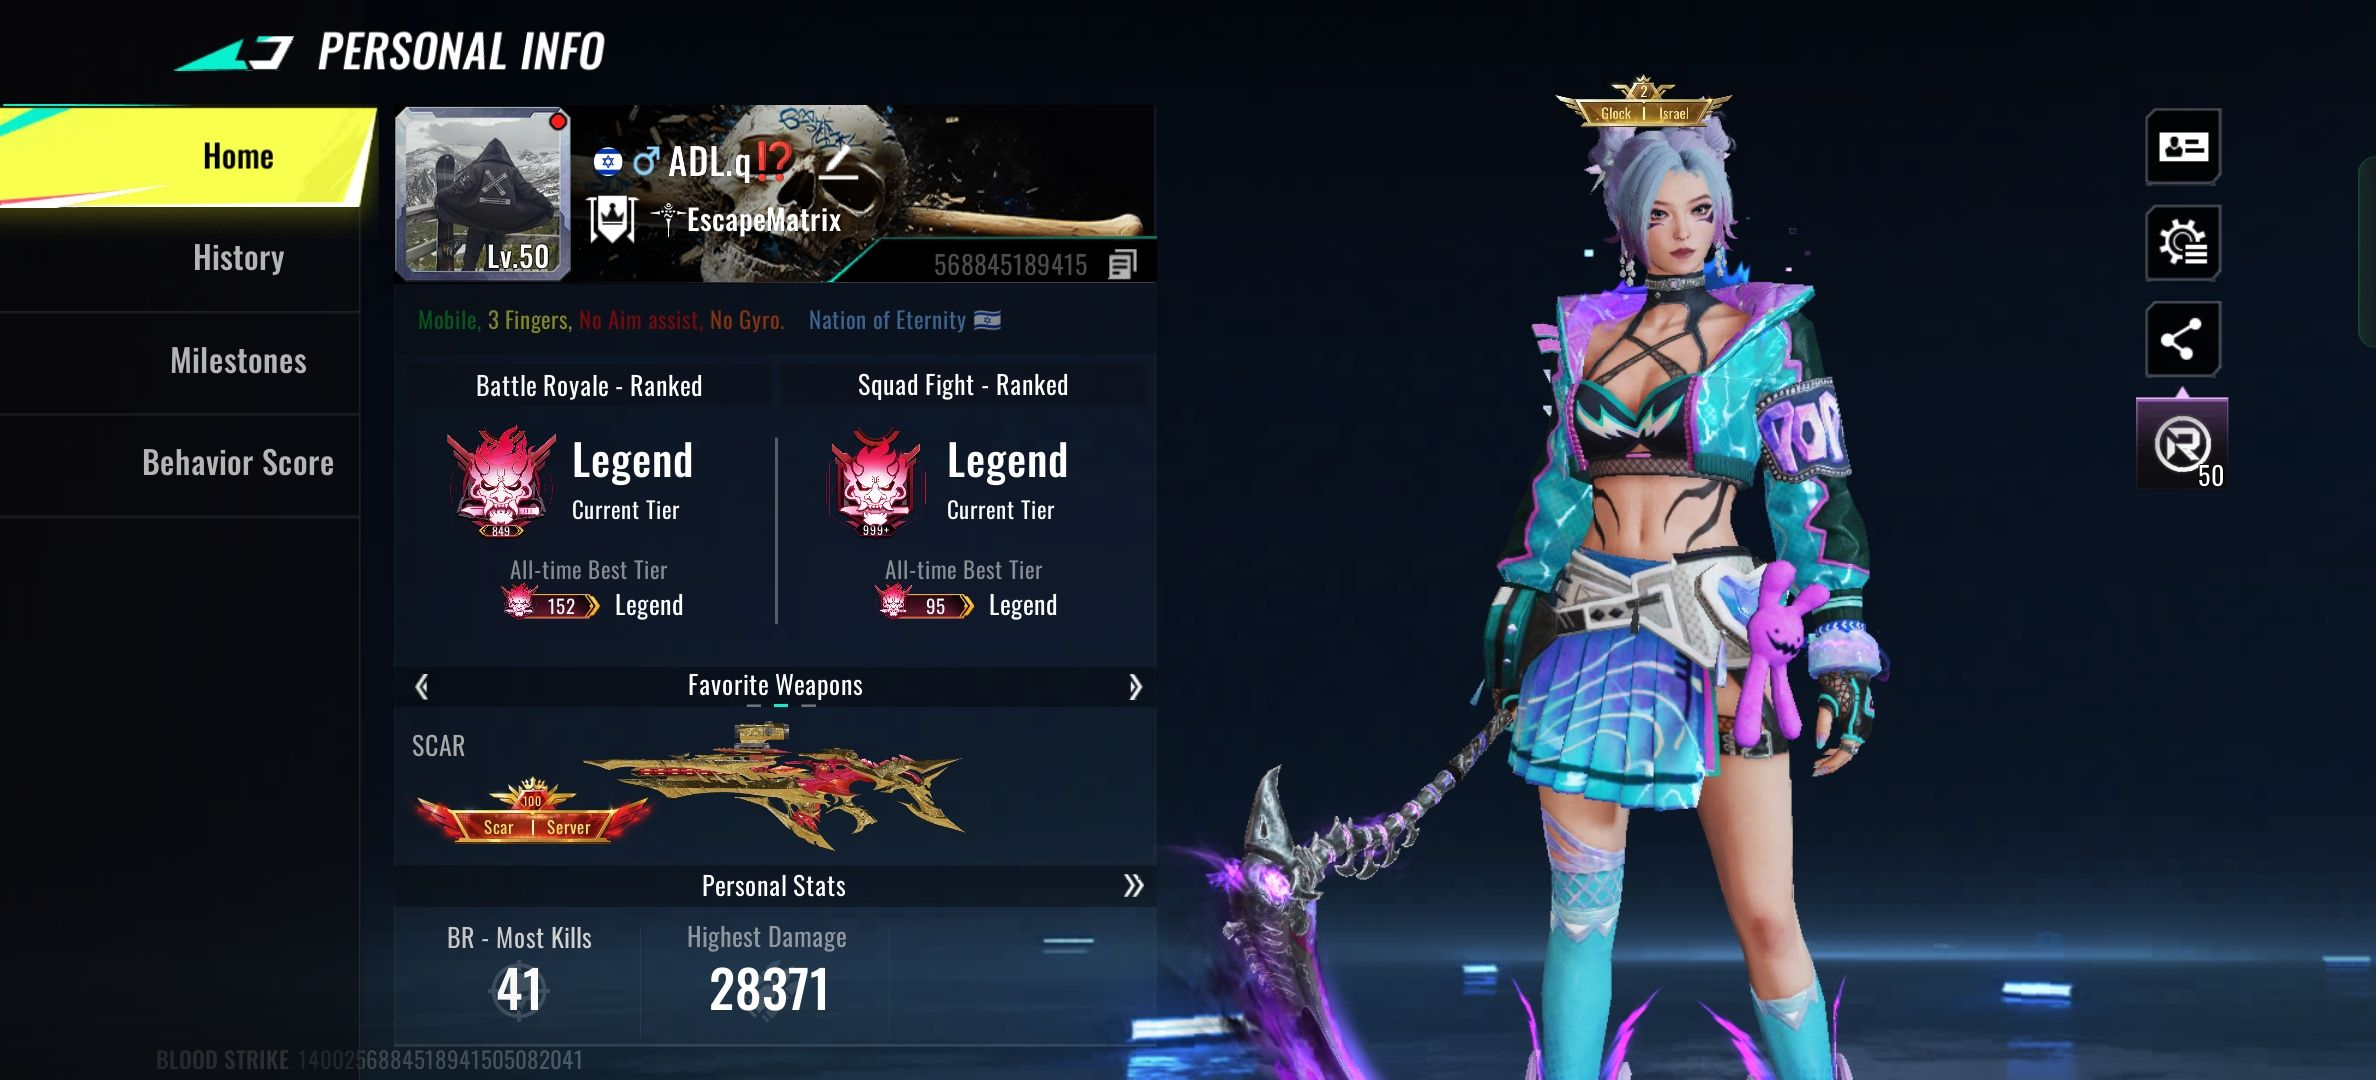 PERSONAL INFO
Home
History
Milestones
Behavior Score
ADL.q⁉️
EscapeMatrix
Lv.50
568845189415
Mobile, 3 Fingers, No Aim assist, No Gyro. Nation of Eternity 🇮🇱
Battle Royale - Ranked
Squad Fight - Ranked
Legend
Current Tier
849
Legend
Current Tier
999+
All-time Best Tier
152 Legend
All-time Best Tier
95 Legend
Favorite Weapons
SCAR
100
Scar | Server
Personal Stats
BR - Most Kills
41
Highest Damage
28371
BLOOD STRIKE 1400256884518941505082041
2
Glock | Israel
R
50